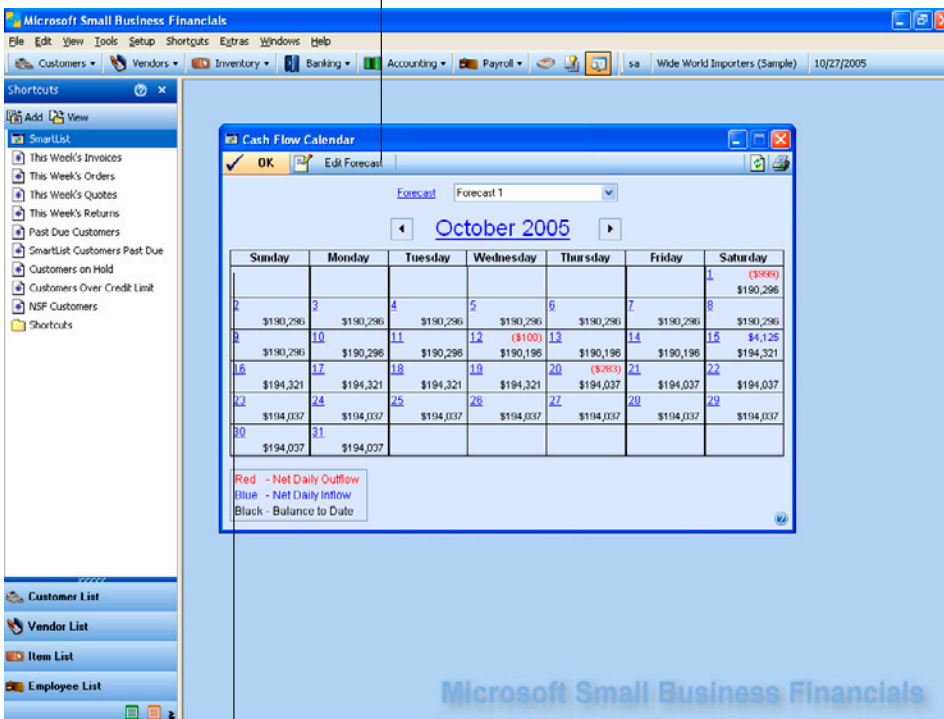 Microsoft Small Business Financials
File Edit View Tools Setup Shortcuts Extras Windows Help
Customers Vendors Inventory Banking Accounting Payroll sa Wide World Importers (Sample) 10/27/2005
Shortcuts
Add View
SmartList
This Week's Invoices
This Week's Orders
This Week's Quotes
This Week's Returns
Past Due Customers
SmartList Customers Past Due
Customers on Hold
Customers Over Credit Limit
NSF Customers
Shortcuts
Customer List
Vendor List
Item List
Employee List
Cash Flow Calendar
OK Edit Forecast
Forecast Forecast 1
October 2005
Sunday Monday Tuesday Wednesday Thursday Friday Saturday
1 ($999)
$190,296
2 3 4 5 6 7 8
$190,296 $190,296 $190,296 $190,296 $190,296 $190,296 $190,296
9 10 11 12 ($100) 13 14 15 $4,125
$190,296 $190,296 $190,296 $190,196 $190,196 $190,196 $194,321
16 17 18 19 20 ($283) 21 22
$194,321 $194,321 $194,321 $194,321 $194,037 $194,037 $194,037
23 24 25 26 27 28 29
$194,037 $194,037 $194,037 $194,037 $194,037 $194,037 $194,037
30 31
$194,037 $194,037
Red - Net Daily Outflow
Blue - Net Daily Inflow
Black - Balance to Date
Microsoft Small Business Financials